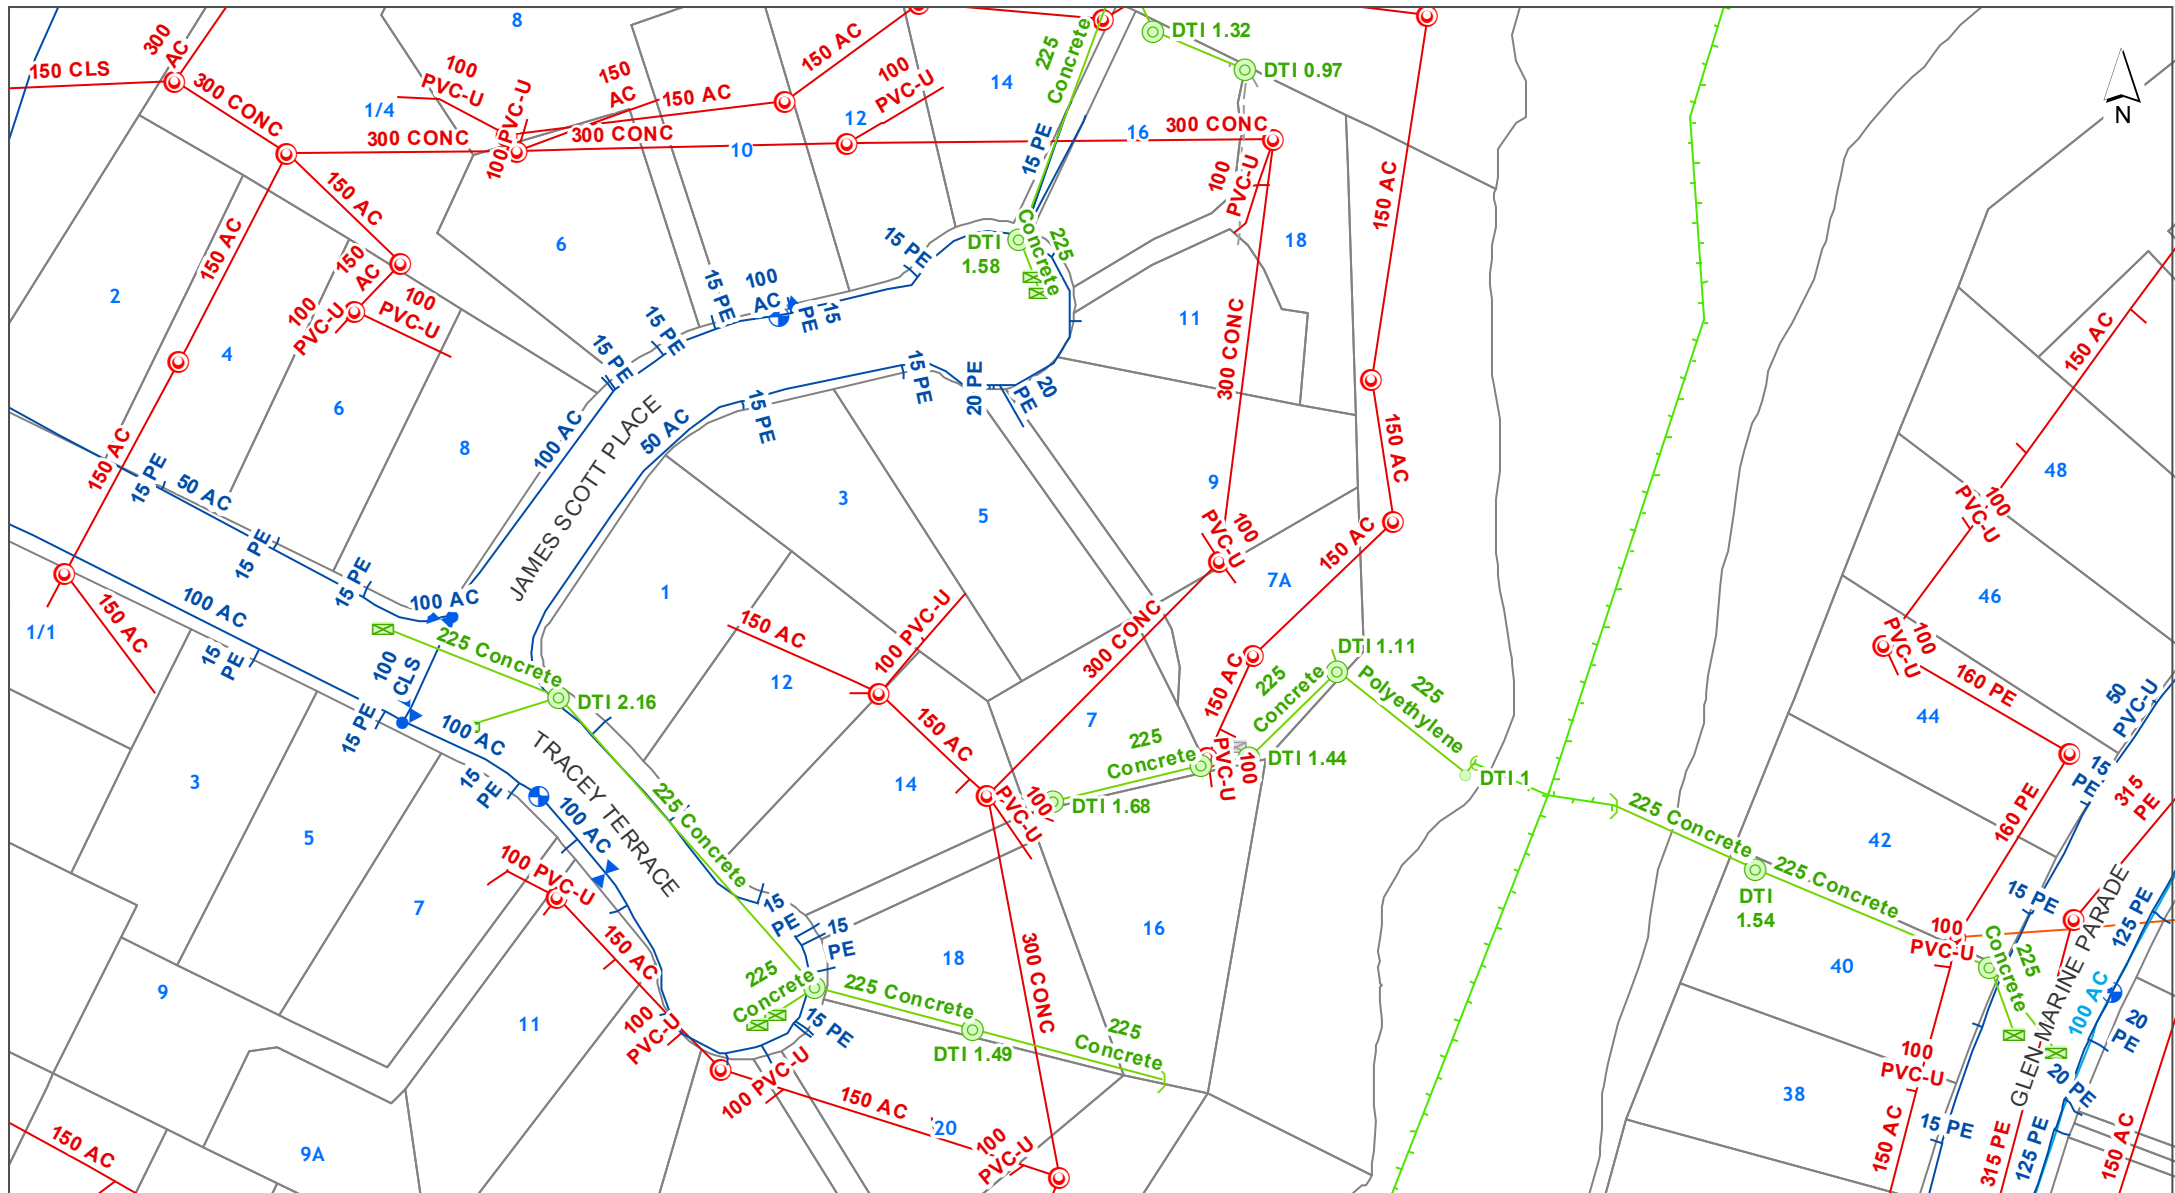 8
300
AC
150 CLS
300 CONC
100
PVC-U
1/4
300 CONC
100 PVC-U
150
AC
150 AC
300 CONC
10
150 AC
12
100
PVC-U
14
225
Concrete
15 PE
16
DTI 1.32
DTI 0.97
300 CONC
100
PVC-U
18
150 AC
N
2
150 AC
150 AC
150
AC
100
PVC-U
100
PVC-U
4
6
8
6
15 PE
15 PE
15 PE
100
AC
15
PE
15 PE
DTI
1.58
Concrete
225
11
300 CONC
150 AC
48
100
PVC-U
46
150 AC
15 PE
50 AC
15 PE
15 PE
100 AC
100 AC
JAMES SCOTT PLACE
50 AC
15 PE
15 PE
20 PE
20
PE
3
5
9
100
PVC-U
150 AC
150 AC
7A
1
1/1
150 AC
100 AC
15
PE
100
CLS
15 PE
225 Concrete
DTI 2.16
150 AC
100 PVC-U
12
300 CONC
150 AC
7
14
150 AC
225
Concrete
DTI 1.11
225
Polyethylene
DTI 1
DTI 1.44
225
Concrete
100
PVC-U
DTI 1.68
100
PVC-U
100
PVC-U
160 PE
44
50
PVC-U
15
PE
315
PE
160 PE
42
225 Concrete
225 Concrete
DTI
1.54
3
5
7
9
100 AC
15
PE
100 AC
TRACEY TERRACE
225 Concrete
100 PVC-U
150 AC
15
PE
15
PE
225
Concrete
15 PE
100
PVC-U
11
9A
150 AC
18
225 Concrete
DTI 1.49
225
Concrete
16
300 CONC
100 PVC-U
150 AC
20
100
PVC-U
15 PE
125 PE
100
PVC-U
40
Concrete
225
GLEN-MARINE PARADE
100 AC
20
PE
20 PE
38
100
PVC-U
150 AC
15 PE
315 PE
125 PE
150 AC